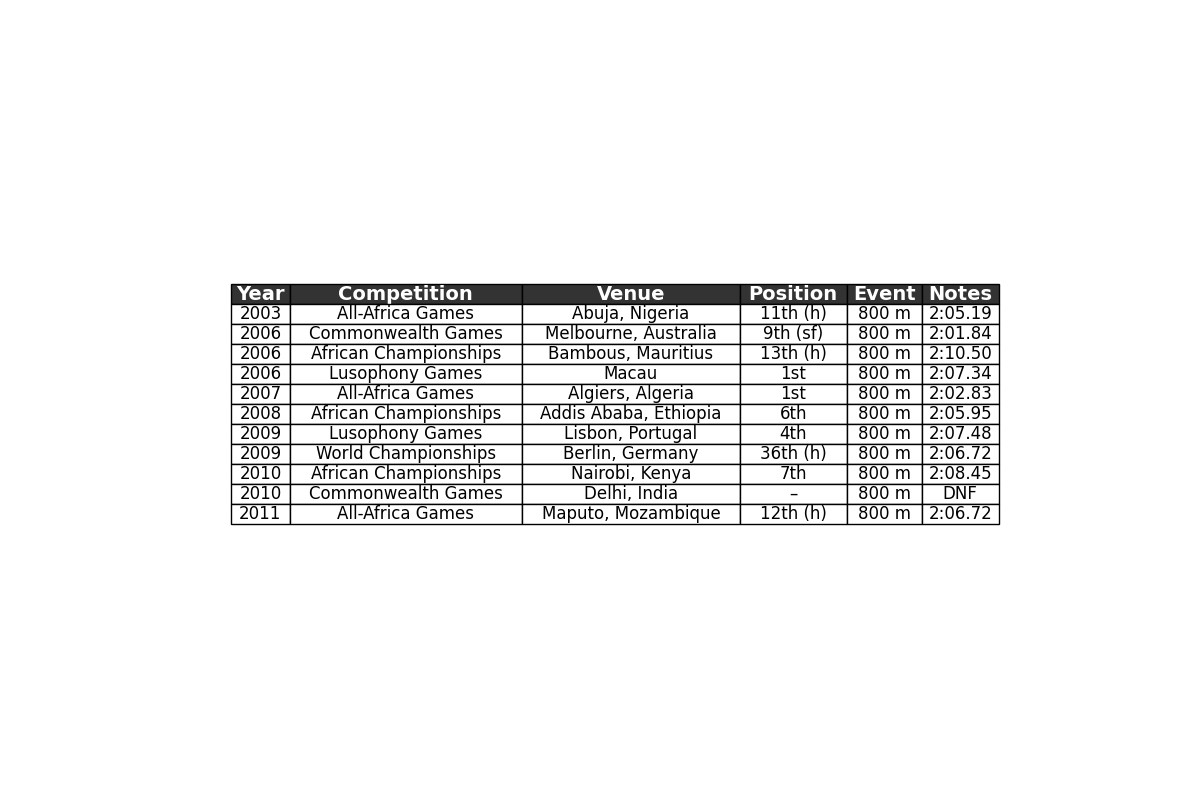 Year Competition Venue Position Event Notes
2003 All-Africa Games Abuja, Nigeria 11th (h) 800 m 2:05.19
2006 Commonwealth Games Melbourne, Australia 9th (sf) 800 m 2:01.84
2006 African Championships Bambous, Mauritius 13th (h) 800 m 2:10.50
2006 Lusophony Games Macau 1st 800 m 2:07.34
2007 All-Africa Games Algiers, Algeria 1st 800 m 2:02.83
2008 African Championships Addis Ababa, Ethiopia 6th 800 m 2:05.95
2009 Lusophony Games Lisbon, Portugal 4th 800 m 2:07.48
2009 World Championships Berlin, Germany 36th (h) 800 m 2:06.72
2010 African Championships Nairobi, Kenya 7th 800 m 2:08.45
2010 Commonwealth Games Delhi, India – 800 m DNF
2011 All-Africa Games Maputo, Mozambique 12th (h) 800 m 2:06.72